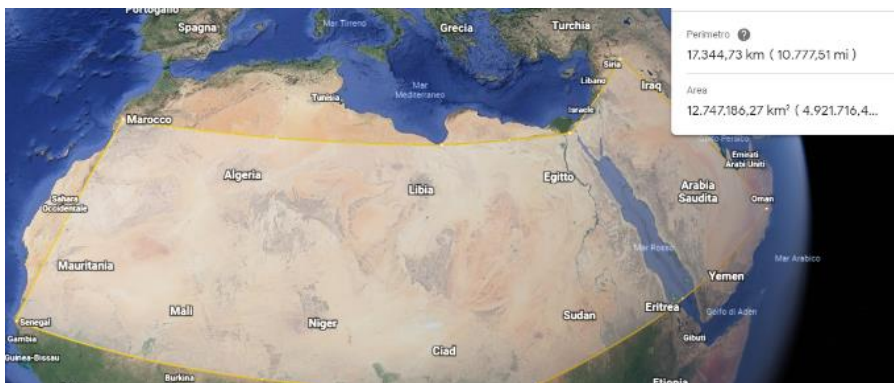 Portogallo
Spagna
Mar Tirreno
Grecia
Turchia
Perimetro ?
17.344,73 km ( 10.777,51 mi )
Area
12.747.186,27 km² ( 4.921.716,4...
Siria
Libano
Iraq
Israele
Tunisia
Mar
Mediterraneo
Marocco
Golfo Persico
Emirati
Arabi Uniti
Algeria
Libia
Egitto
Arabia
Saudita
Oman
Sahara
Occidentale
Mar Rosso
Mar Arabico
Mauritania
Yemen
Mali
Niger
Sudan
Eritrea
Golfo di Aden
Senegal
Gambia
Gibuti
Guinea-Bissau
Ciad
Burkina
Etiopia